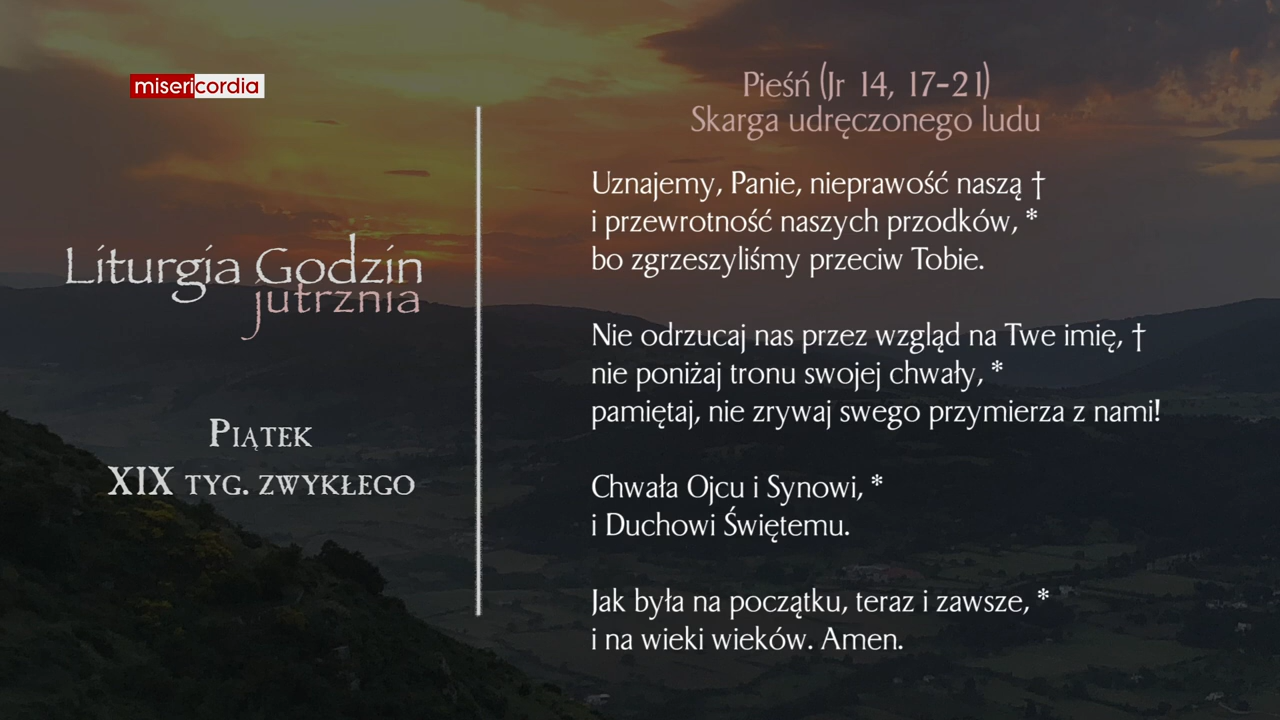 misericordia
Liturgia Godzin
jutrznia
Piątek
XIX tyg. zwykłego
Pieśń (Jr 14, 17-21)
Skarga udręczonego ludu
Uznajemy, Panie, nieprawość naszą †
i przewrotność naszych przodków, *
bo zgrzeszyliśmy przeciw Tobie.
Nie odrzucaj nas przez wzgląd na Twe imię, †
nie poniżaj tronu swojej chwały, *
pamiętaj, nie zrywaj swego przymierza z nami!
Chwała Ojcu i Synowi, *
i Duchowi Świętemu.
Jak była na początku, teraz i zawsze, *
i na wieki wieków. Amen.